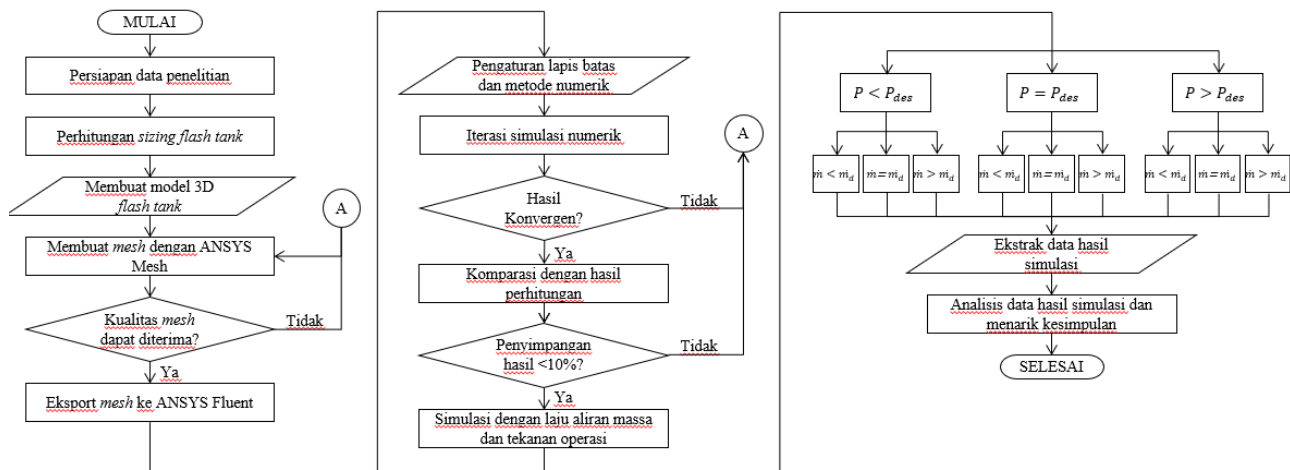 MULAI
Persiapan data penelitian
Perhitungan sizing flash tank
Membuat model 3D
flash tank
A
Membuat mesh dengan ANSYS
Mesh
Kualitas mesh
dapat diterima?
Tidak
Ya
Eksport mesh ke ANSYS Fluent
Pengaturan lapis batas
dan metode numerik
Iterasi simulasi numerik
A
Hasil
Konvergen?
Tidak
Ya
Komparasi dengan hasil
perhitungan
Penyimpangan
hasil <10%?
Tidak
Ya
Simulasi dengan laju aliran massa
dan tekanan operasi
P < P_des
P = P_des
P > P_des
ṁ < ṁ_d
ṁ = ṁ_d
ṁ > ṁ_d
ṁ < ṁ_d
ṁ = ṁ_d
ṁ > ṁ_d
ṁ < ṁ_d
ṁ = ṁ_d
ṁ > ṁ_d
Ekstrak data hasil
simulasi
Analisis data hasil simulasi dan
menarik kesimpulan
SELESAI